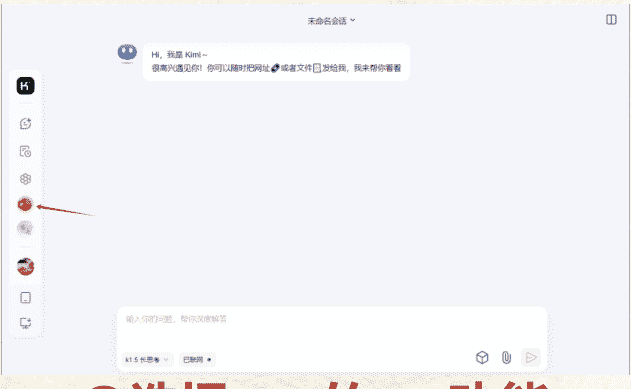 未命名会话
Hi，我是 Kimi～
很高兴遇见你！你可以随时把网址🔗或者文件📃发给我，我来帮你看看
输入你的问题，帮你深度解答
k1.5 长思考
已联网